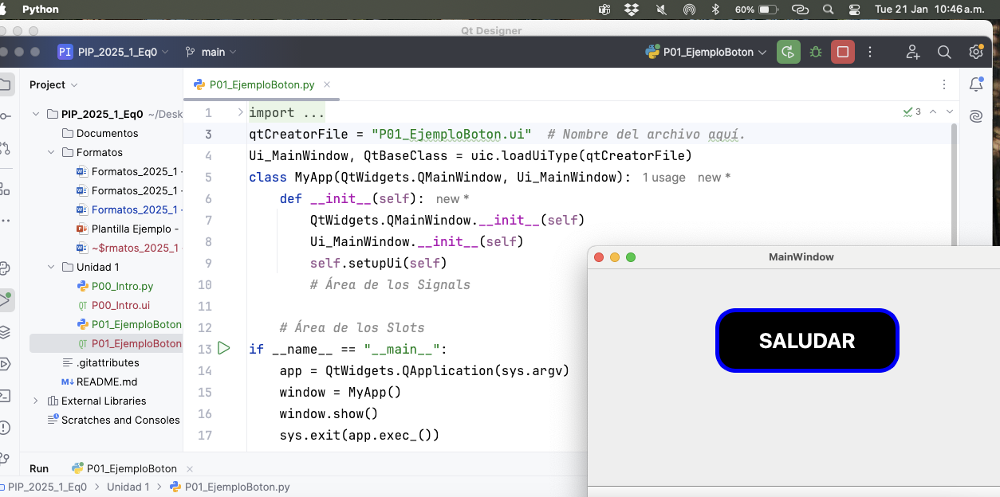 Python
60%
Tue 21 Jan 10:46 a.m.
Qt Designer
PI PIP_2025_1_Eq0
main
P01_EjemploBoton
Project
PIP_2025_1_Eq0 ~/Desk
Documentos
Formatos
Formatos_2025_1 -
Formatos_2025_1 -
Formatos_2025_1 -
Plantilla Ejemplo -
~$rmatos_2025_1
Unidad 1
P00_Intro.py
P00_Intro.ui
P01_EjemploBoton
P01_EjemploBoton
.gitattributes
README.md
External Libraries
Scratches and Consoles
P01_EjemploBoton.py
3
1 import ...
3 qtCreatorFile = "P01_EjemploBoton.ui" # Nombre del archivo aquí.
4 Ui_MainWindow, QtBaseClass = uic.loadUiType(qtCreatorFile)
5 class MyApp(QtWidgets.QMainWindow, Ui_MainWindow): 1 usage new *
6 def __init__(self): new *
7 QtWidgets.QMainWindow.__init__(self)
8 Ui_MainWindow.__init__(self)
9 self.setupUi(self)
10 # Área de los Signals
11
12 # Área de los Slots
13 if __name__ == "__main__":
14 app = QtWidgets.QApplication(sys.argv)
15 window = MyApp()
16 window.show()
17 sys.exit(app.exec_())
MainWindow
SALUDAR
Run P01_EjemploBoton
PIP_2025_1_Eq0 > Unidad 1 > P01_EjemploBoton.py